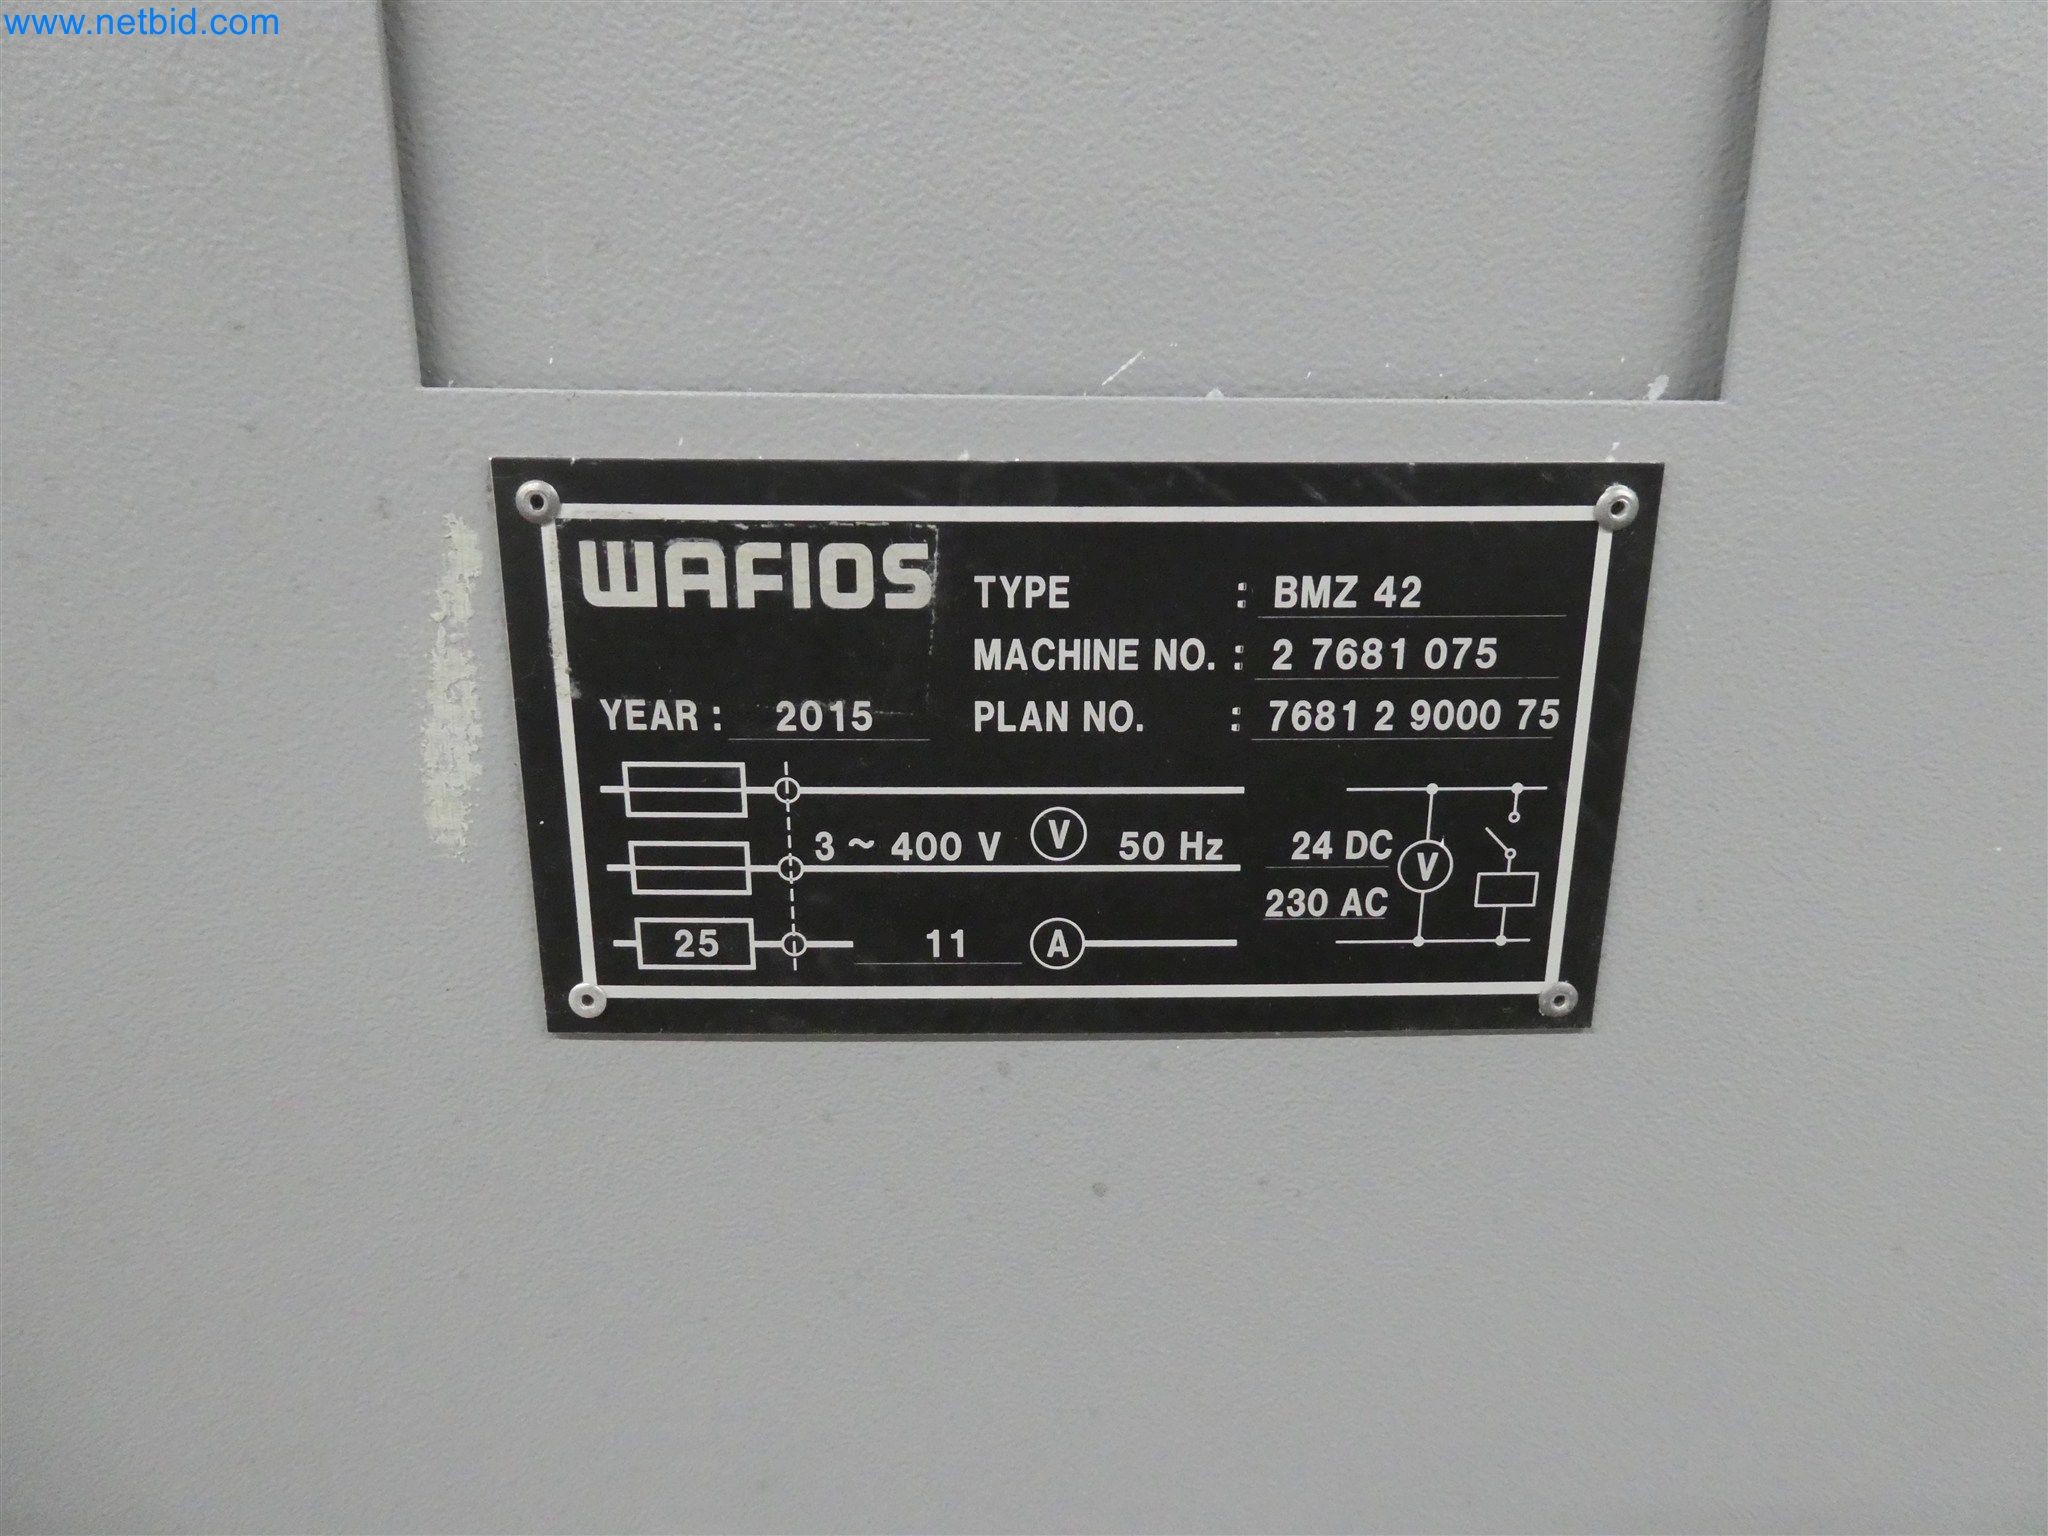 www.netbid.com
WAFIOS
TYPE : BMZ 42
MACHINE NO. : 2 7681 075
YEAR : 2015
PLAN NO. : 7681 2 9000 75
3 ~ 400 V V 50 Hz
24 DC V
230 AC
25 11 A